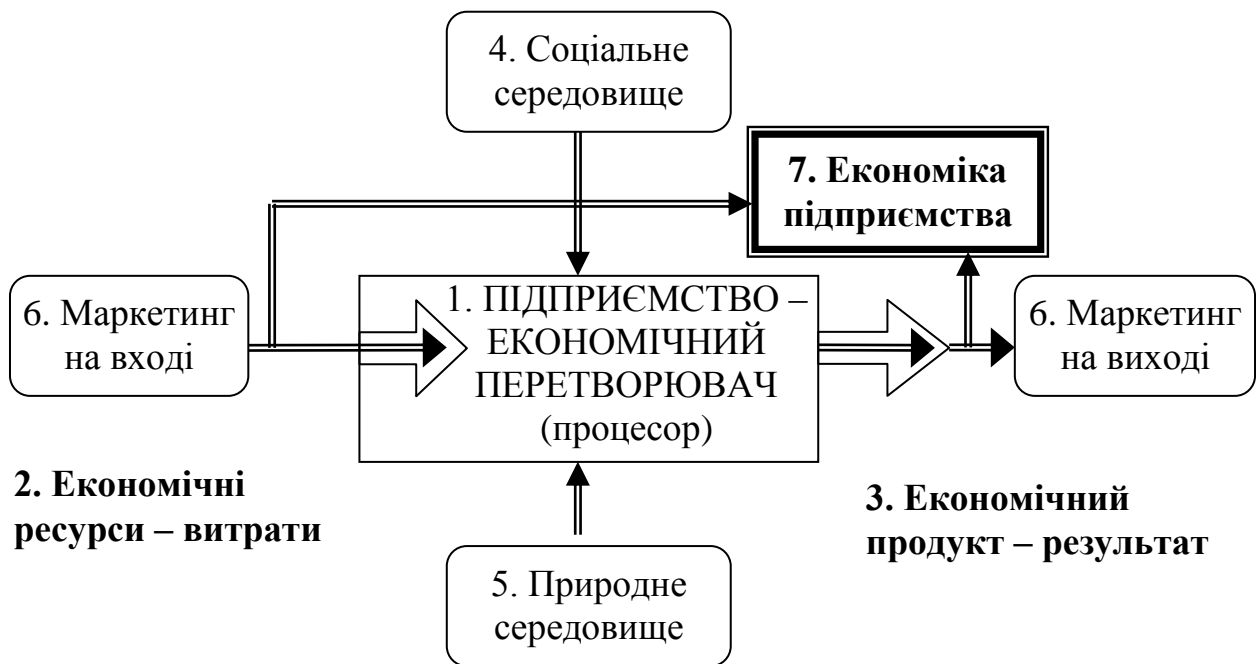 4. Соціальне
середовище
7. Економіка
підприємства
6. Маркетинг
на вході
1. ПІДПРИЄМСТВО –
ЕКОНОМІЧНИЙ
ПЕРЕТВОРЮВАЧ
(процесор)
6. Маркетинг
на виході
2. Економічні
ресурси – витрати
3. Економічний
продукт – результат
5. Природне
середовище